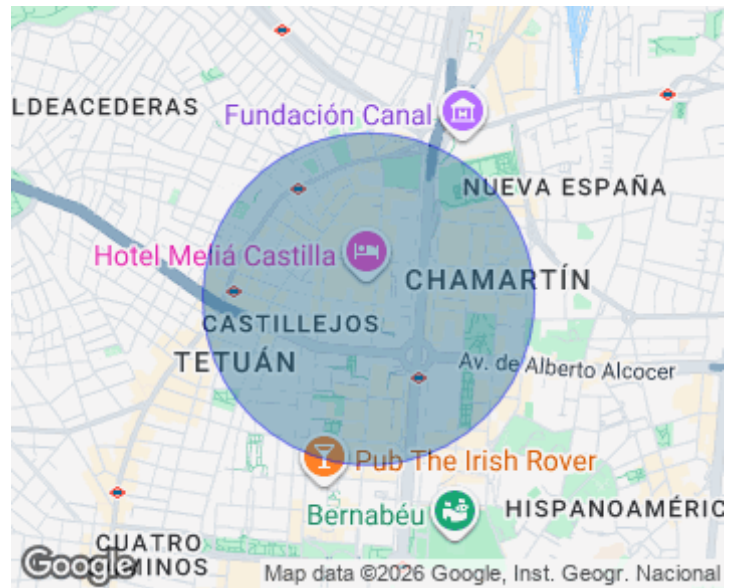 LDEACEDERAS
Fundación Canal
NUEVA ESPAÑA
Hotel Meliá Castilla
CHAMARTÍN
CASTILLEJOS
TETUÁN
Av. de Alberto Alcocer
Pub The Irish Rover
Bernabéu
HISPANOAMÉRIC
CUATRO
MINOS
Google
Map data ©2026 Google, Inst. Geogr. Nacional